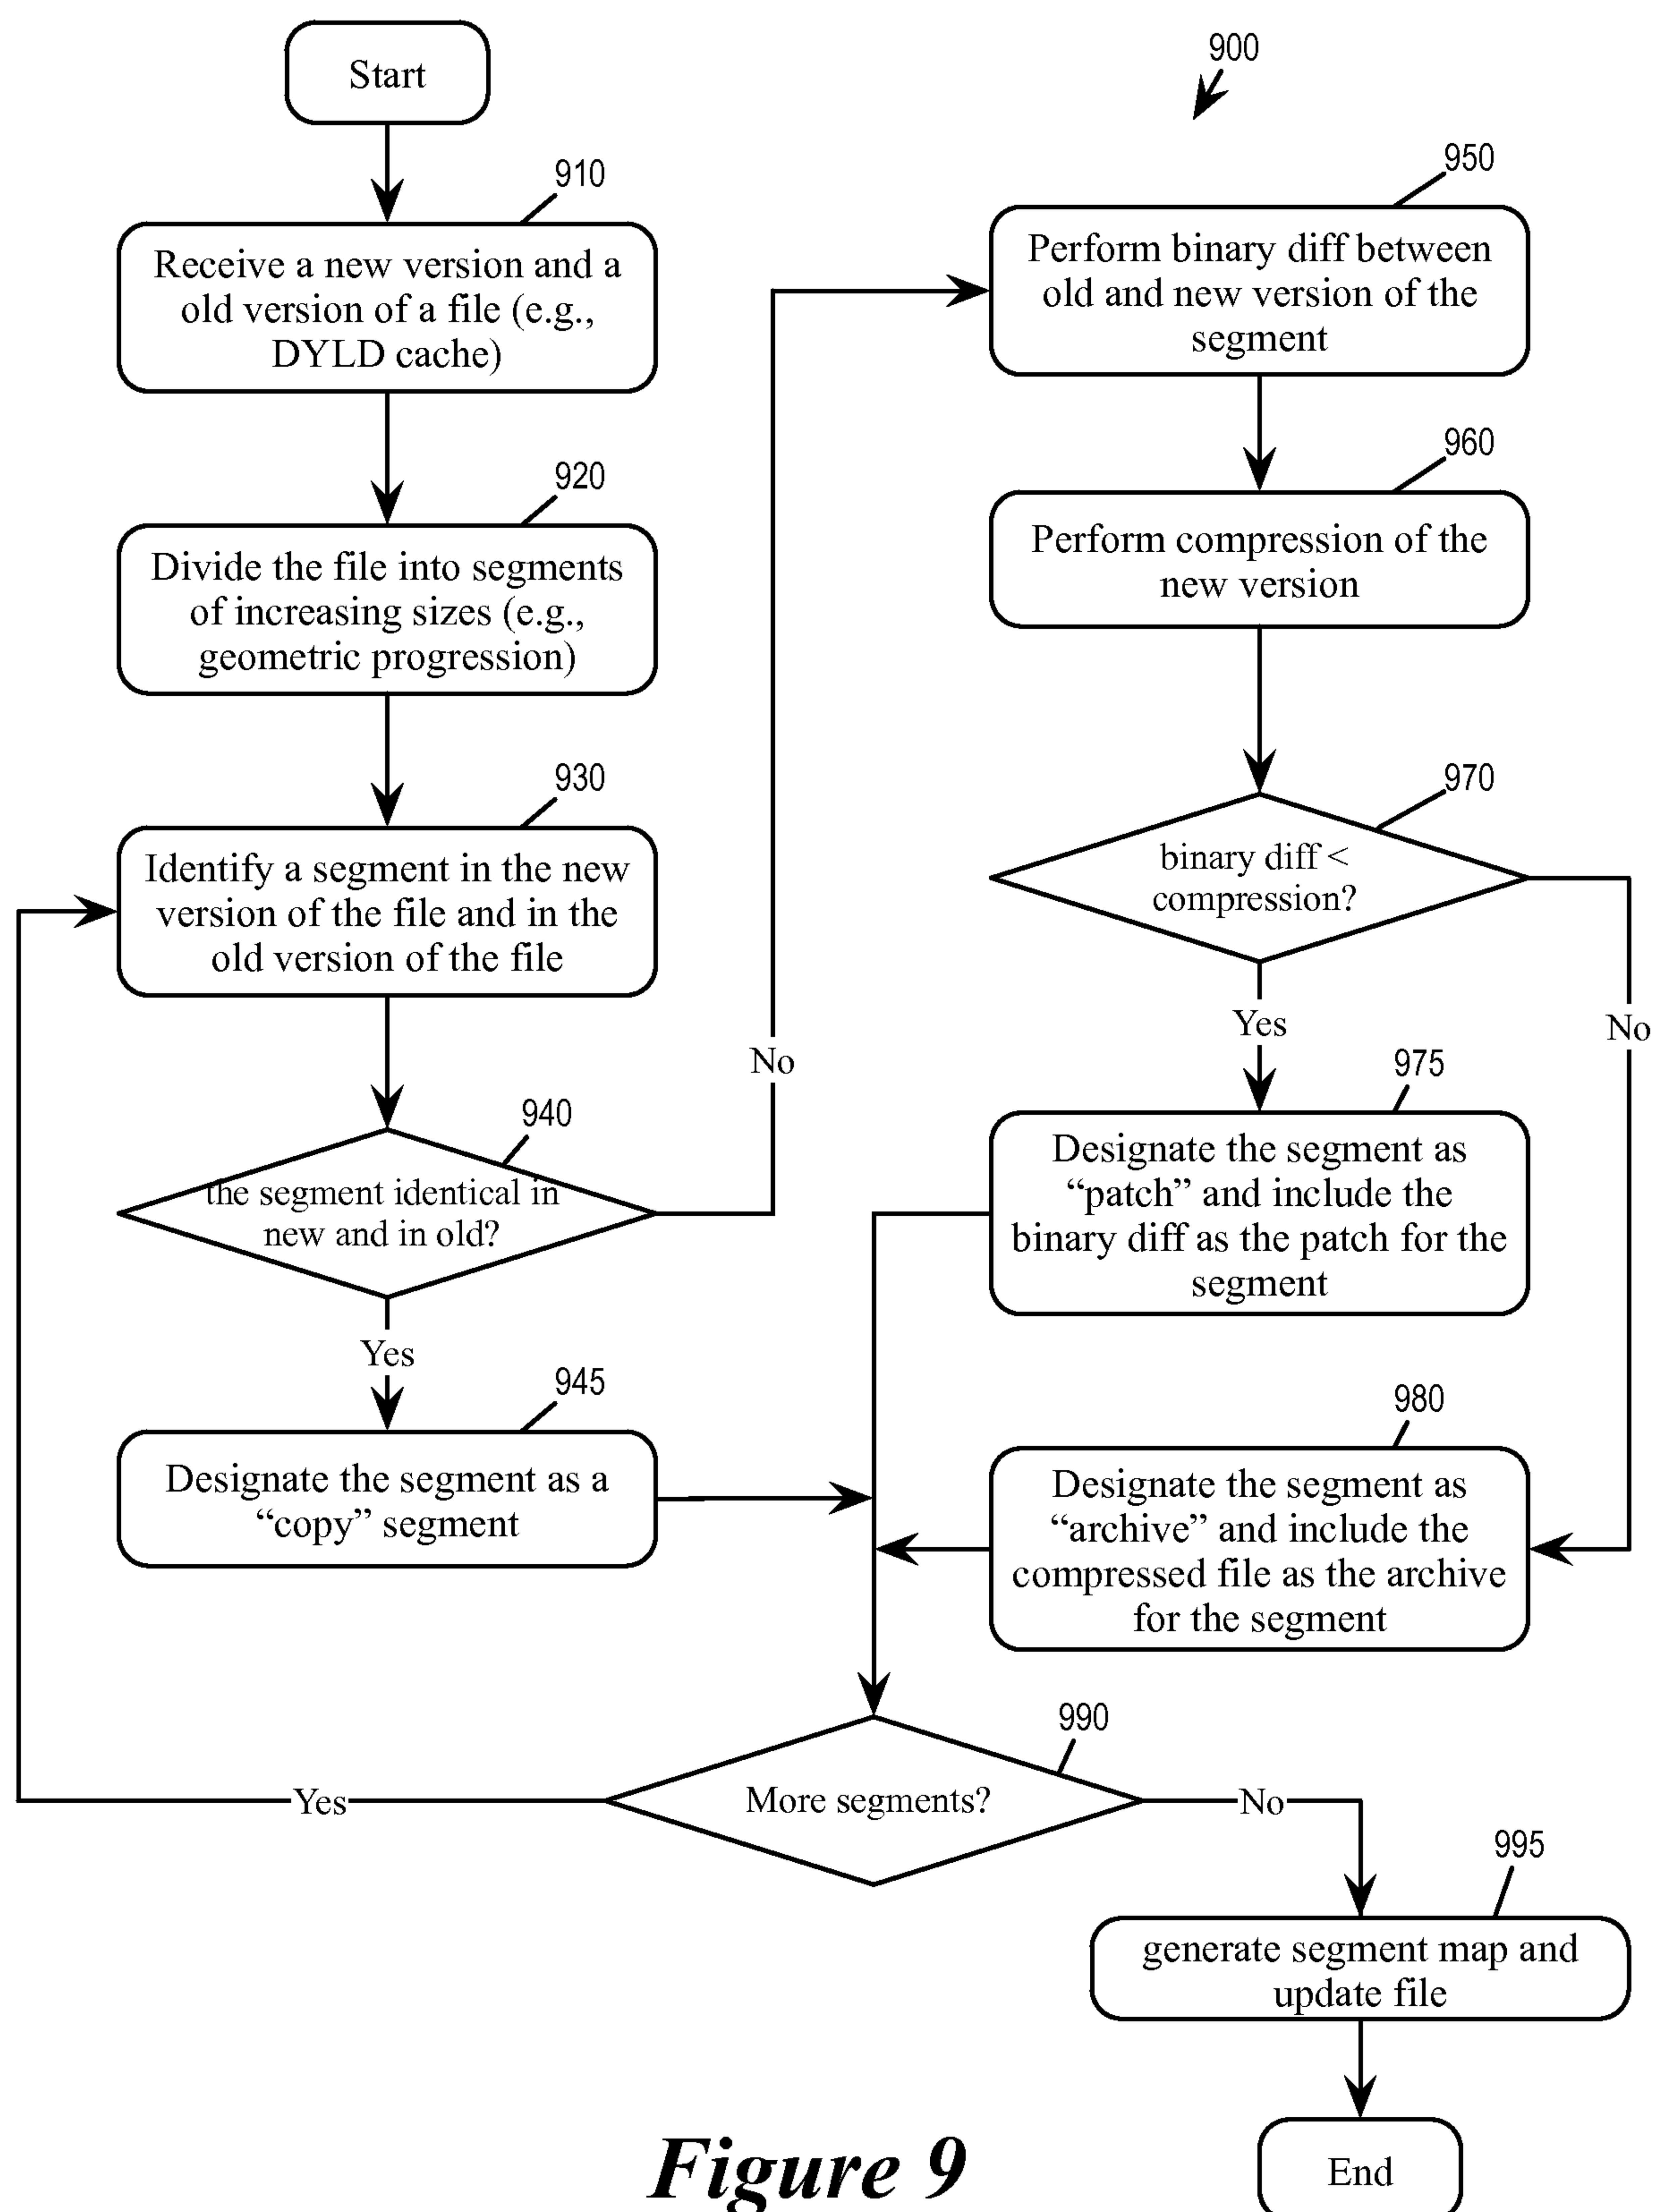 Start
900
910
Receive a new version and a
old version of a file (e.g.,
DYLD cache)
920
Divide the file into segments
of increasing sizes (e.g.,
geometric progression)
930
Identify a segment in the new
version of the file and in the
old version of the file
940
the segment identical in
new and in old?
No
Yes
945
Designate the segment as a
“copy” segment
950
Perform binary diff between
old and new version of the
segment
960
Perform compression of the
new version
970
binary diff <
compression?
Yes
No
975
Designate the segment as
“patch” and include the
binary diff as the patch for the
segment
980
Designate the segment as
“archive” and include the
compressed file as the archive
for the segment
990
More segments?
Yes
No
995
generate segment map and
update file
End
Figure 9